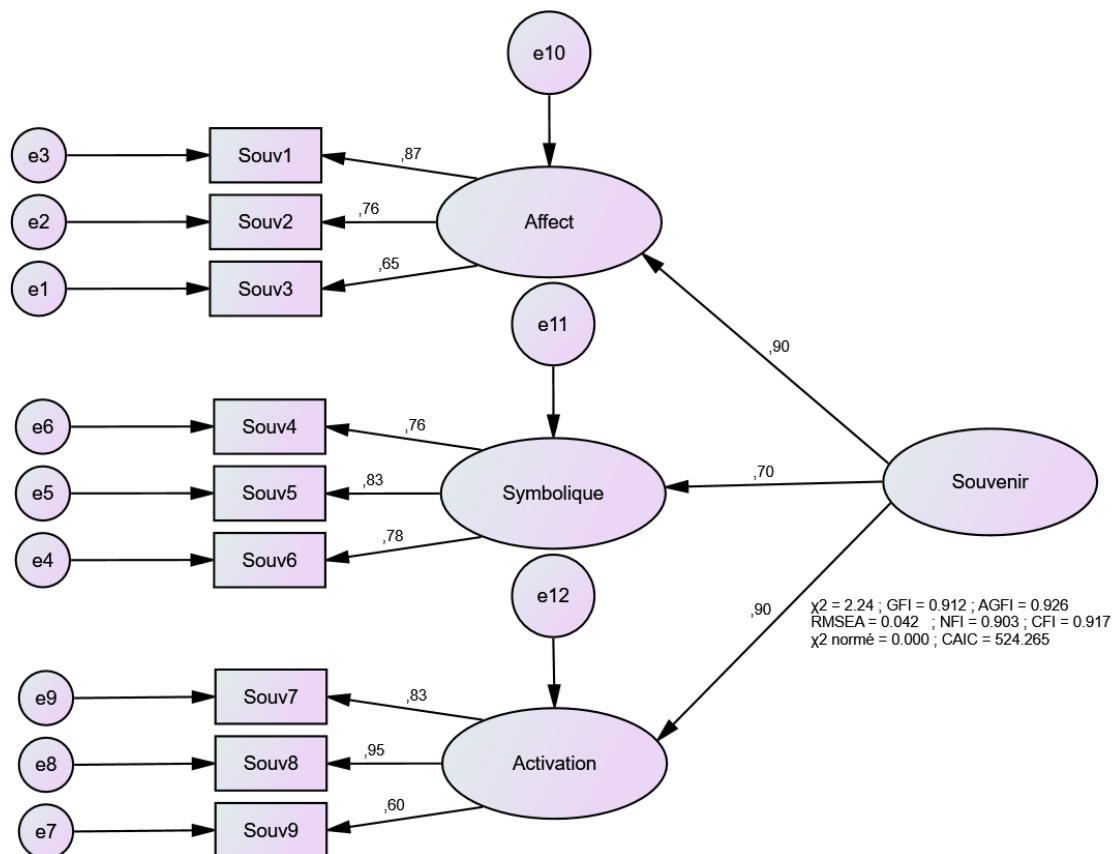 e10
e3
Souv1
,87
e2
Souv2
,76
Affect
e1
Souv3
,65
e11
,90
e6
Souv4
,76
e5
Souv5
,83
Symbolique
,70
Souvenir
e4
Souv6
,78
e12
,90
χ2 = 2.24 ; GFI = 0.912 ; AGFI = 0.926
RMSEA = 0.042 ; NFI = 0.903 ; CFI = 0.917
χ2 normé = 0.000 ; CAIC = 524.265
e9
Souv7
,83
e8
Souv8
,95
Activation
e7
Souv9
,60